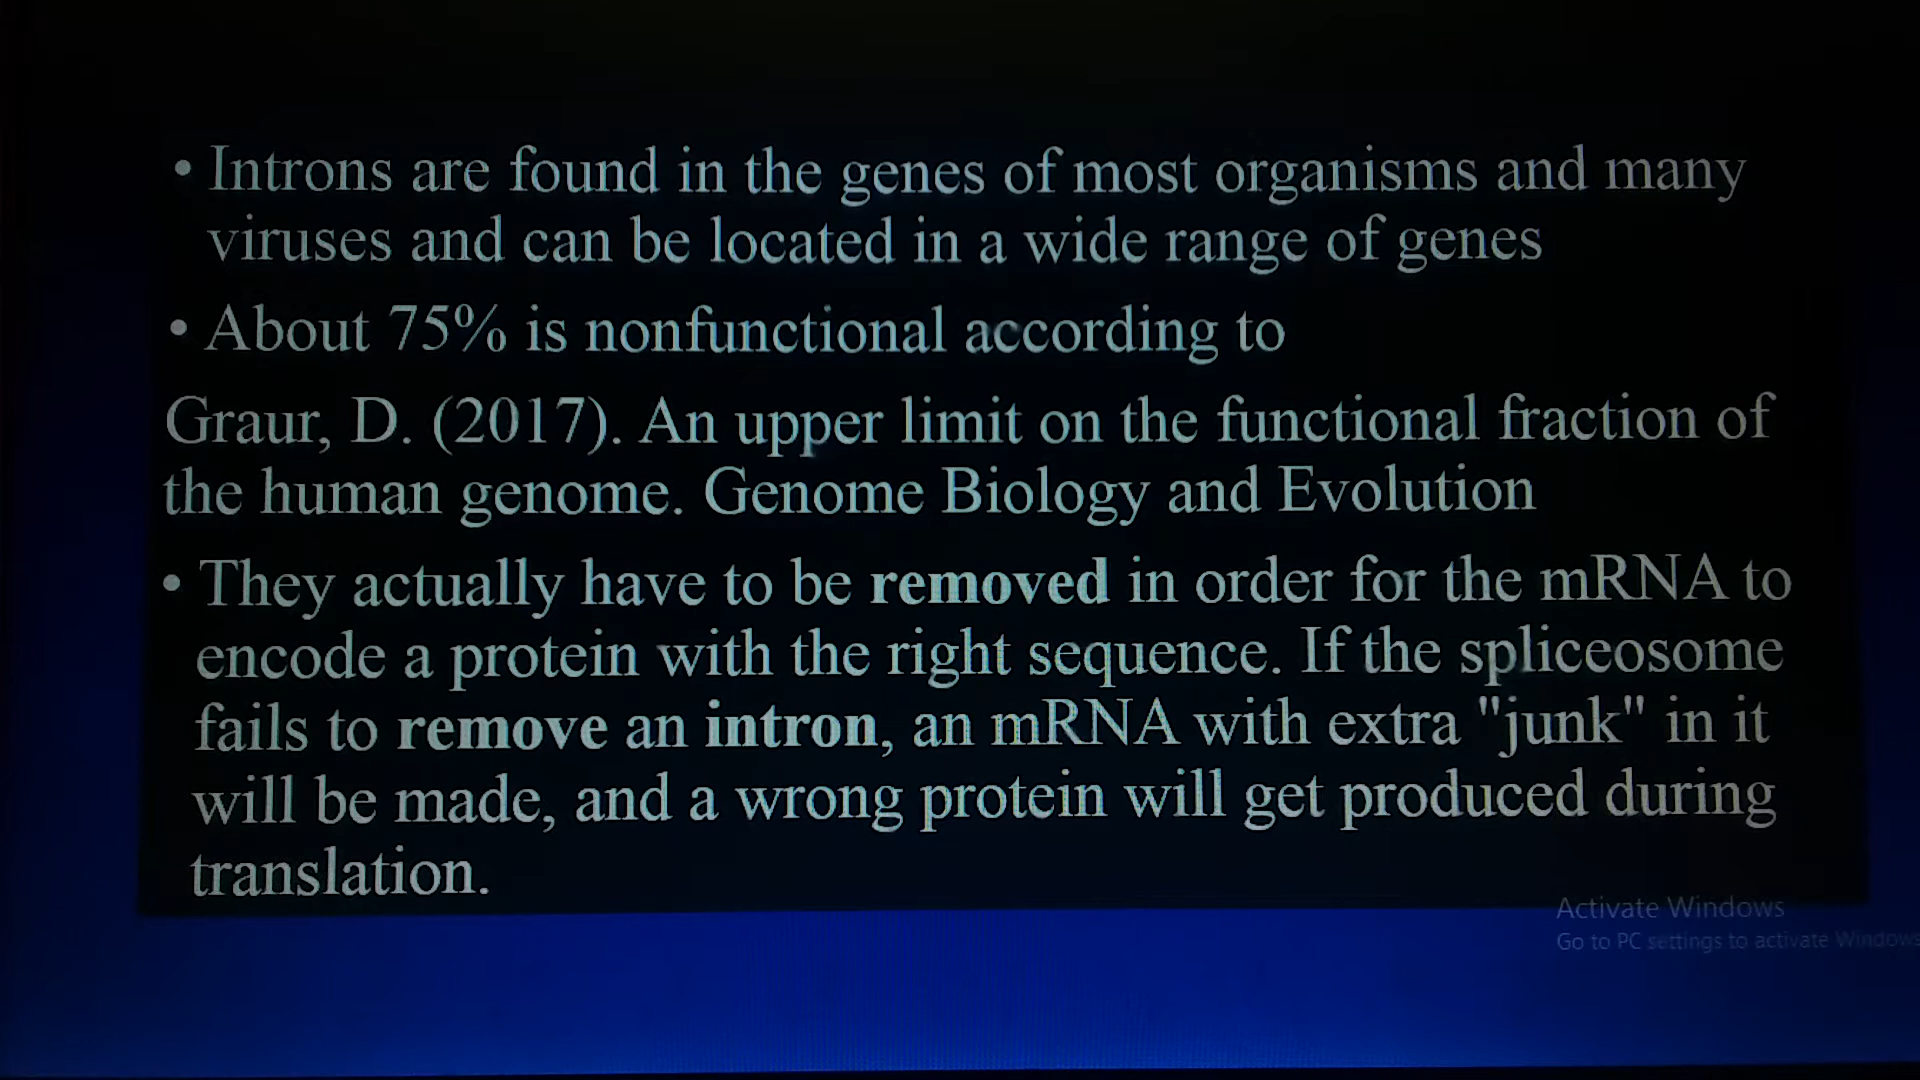 • Introns are found in the genes of most organisms and many
viruses and can be located in a wide range of genes
• About 75% is nonfunctional according to
Graur, D. (2017). An upper limit on the functional fraction of
the human genome. Genome Biology and Evolution
• They actually have to be removed in order for the mRNA to
encode a protein with the right sequence. If the spliceosome
fails to remove an intron, an mRNA with extra "junk" in it
will be made, and a wrong protein will get produced during
translation.
Activate Windows
Go to PC settings to activate Windows